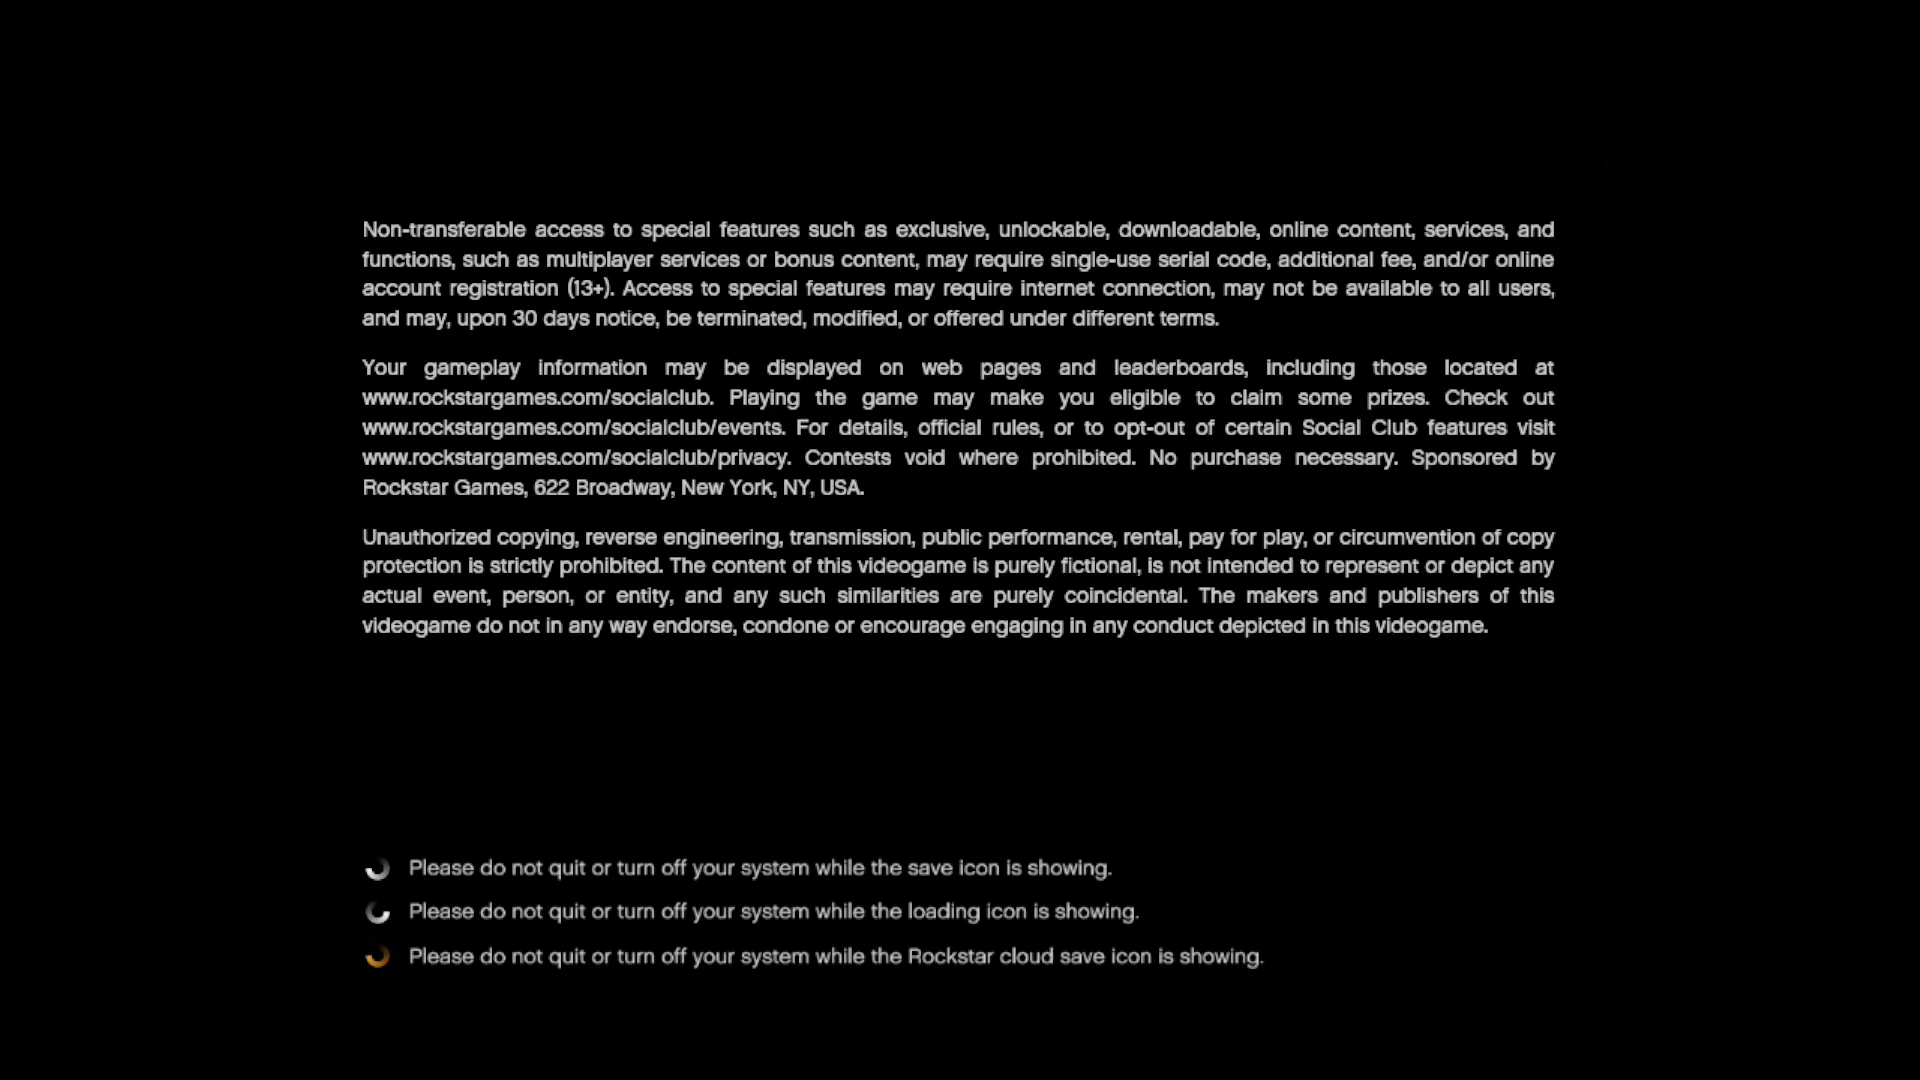 Non-transferable access to special features such as exclusive, unlockable, downloadable, online content, services, and
functions, such as multiplayer services or bonus content, may require single-use serial code, additional fee, and/or online
account registration (13+). Access to special features may require internet connection, may not be available to all users,
and may, upon 30 days notice, be terminated, modified, or offered under different terms.
Your gameplay information may be displayed on web pages and leaderboards, including those located at
www.rockstargames.com/socialclub. Playing the game may make you eligible to claim some prizes. Check out
www.rockstargames.com/socialclub/events. For details, official rules, or to opt-out of certain Social Club features visit
www.rockstargames.com/socialclub/privacy. Contests void where prohibited. No purchase necessary. Sponsored by
Rockstar Games, 622 Broadway, New York, NY, USA.
Unauthorized copying, reverse engineering, transmission, public performance, rental, pay for play, or circumvention of copy
protection is strictly prohibited. The content of this videogame is purely fictional, is not intended to represent or depict any
actual event, person, or entity, and any such similarities are purely coincidental. The makers and publishers of this
videogame do not in any way endorse, condone or encourage engaging in any conduct depicted in this videogame.
Please do not quit or turn off your system while the save icon is showing.
Please do not quit or turn off your system while the loading icon is showing.
Please do not quit or turn off your system while the Rockstar cloud save icon is showing.